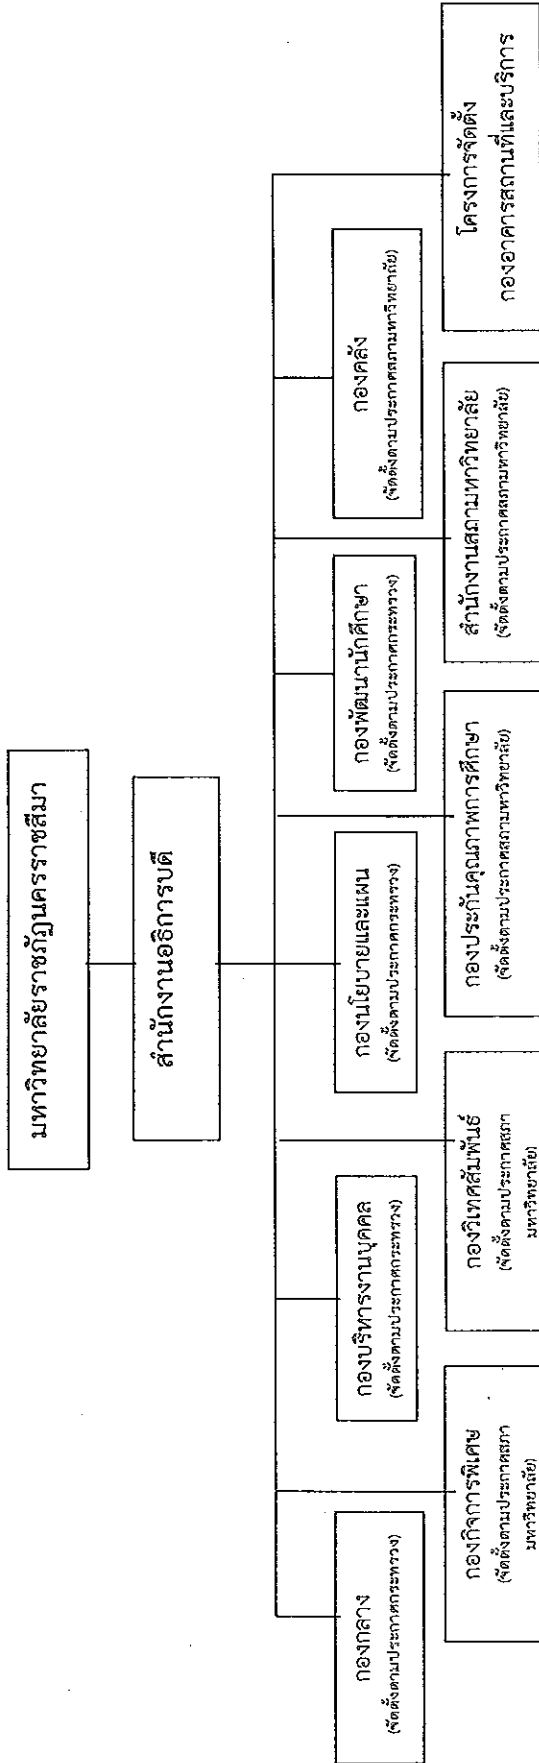 มหาวิทยาลัยราชภัฏนครราชสีมา
สำนักงานอธิการบดี
กองกลาง
(จัดตั้งตามประกาศกระทรวง)
กองบริหารงานบุคคล
(จัดตั้งตามประกาศกระทรวง)
กองนโยบายและแผน
(จัดตั้งตามประกาศกระทรวง)
กองพัฒนานักศึกษา
(จัดตั้งตามประกาศกระทรวง)
กองคลัง
(จัดตั้งตามประกาศสภามหาวิทยาลัย)
กองกิจการพิเศษ
(จัดตั้งตามประกาศสภา
มหาวิทยาลัย)
กองวิเทศสัมพันธ์
(จัดตั้งตามประกาศสภา
มหาวิทยาลัย)
กองประกันคุณภาพการศึกษา
(จัดตั้งตามประกาศสภามหาวิทยาลัย)
สำนักงานสภามหาวิทยาลัย
(จัดตั้งตามประกาศสภามหาวิทยาลัย)
โครงการจัดตั้ง
กองอาคารสถานที่และบริการ